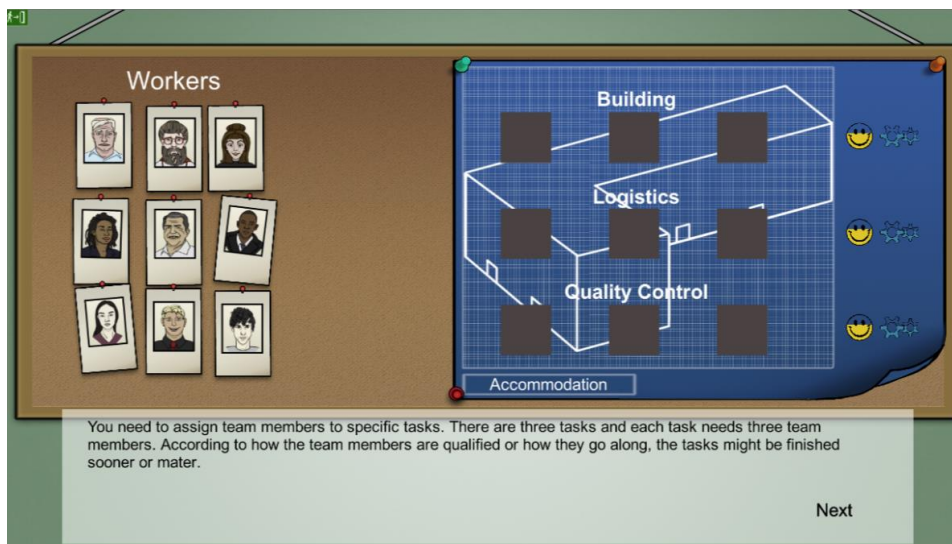 Workers
Building
Logistics
Quality Control
Accommodation
You need to assign team members to specific tasks. There are three tasks and each task needs three team
members. According to how the team members are qualified or how they go along, the tasks might be finished
sooner or mater.
Next